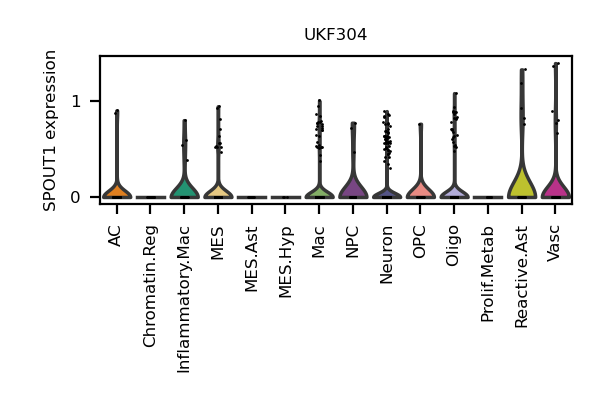 UKF304
SPOUT1 expression
1
0
AC
Chromatin.Reg
Inflammatory.Mac
MES
MES.Ast
MES.Hyp
Mac
NPC
Neuron
OPC
Oligo
Prolif.Metab
Reactive.Ast
Vasc